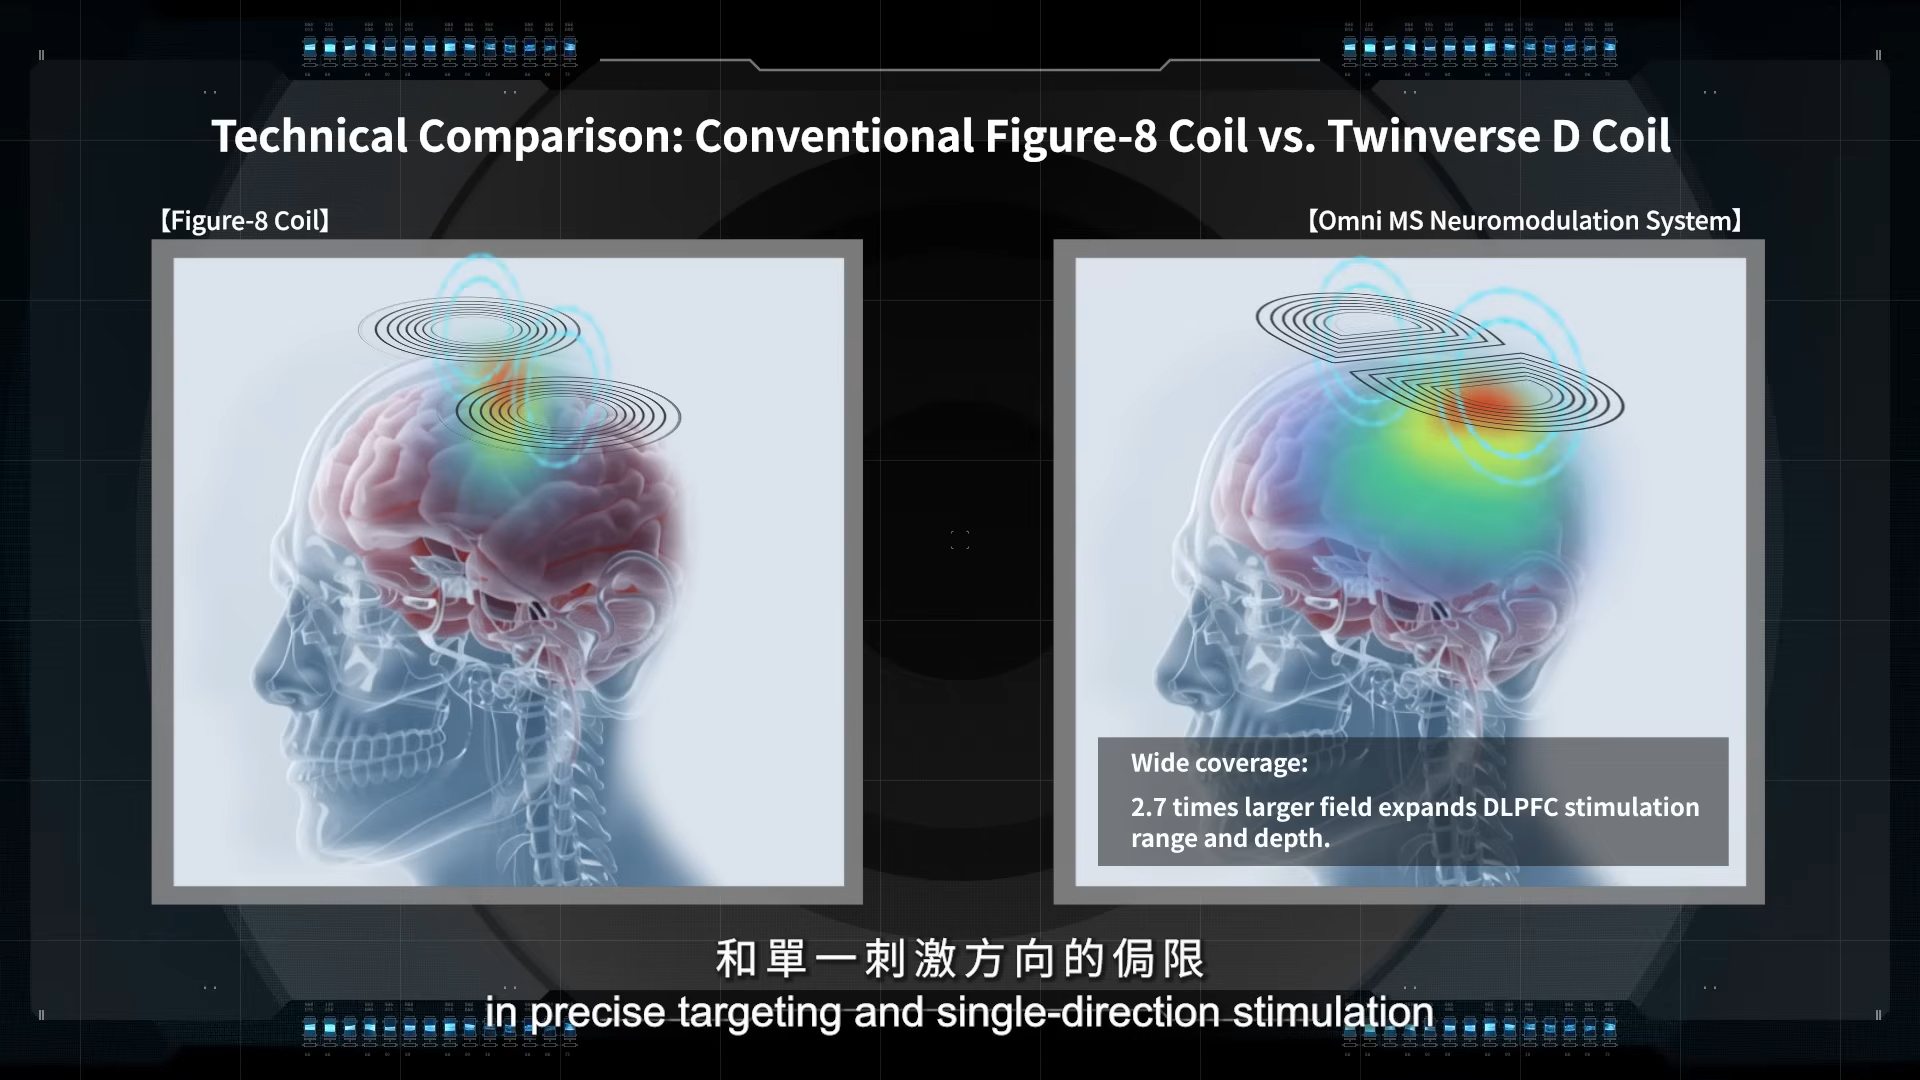 Technical Comparison: Conventional Figure-8 Coil vs. Twinverse D Coil
【Figure-8 Coil】
【Omni MS Neuromodulation System】
Wide coverage:
2.7 times larger field expands DLPFC stimulation
range and depth.
和單一刺激方向的侷限
in precise targeting and single-direction stimulation